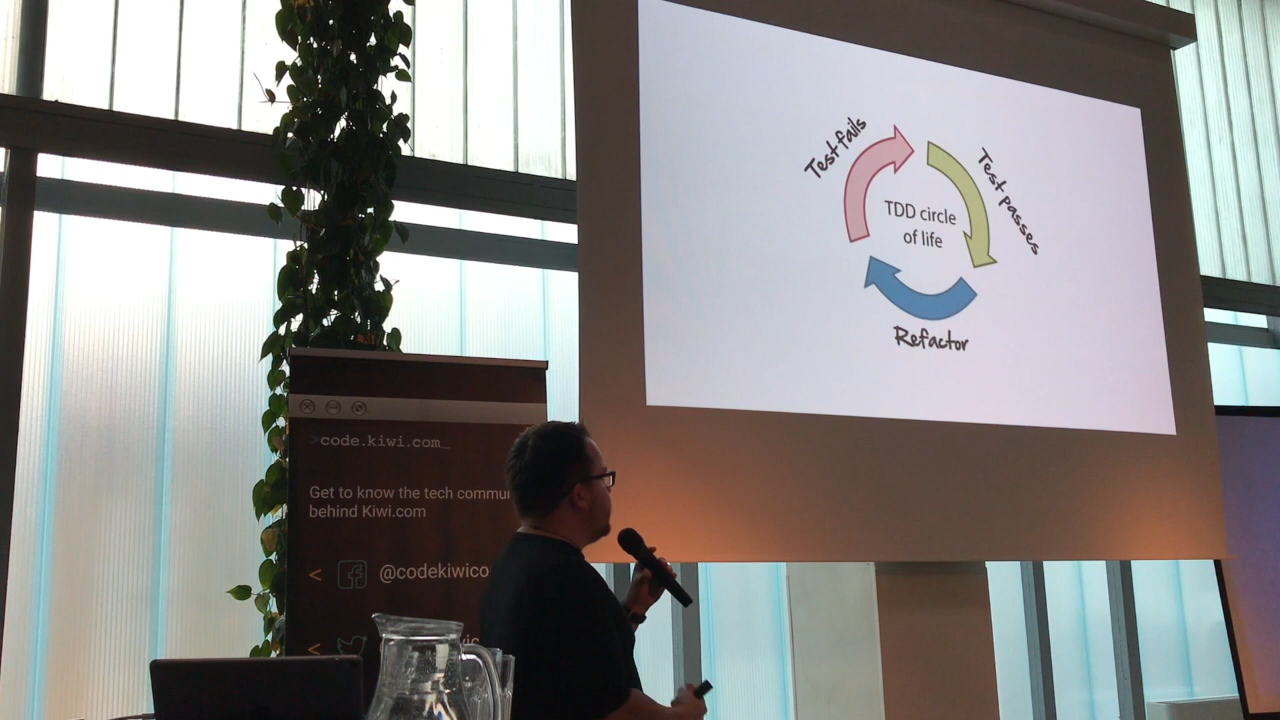 Test fails
Test passes
TDD circle
of life
Refactor
>code.kiwi.com_
Get to know the tech
behind Kiwi.com
< @codekiwico
<